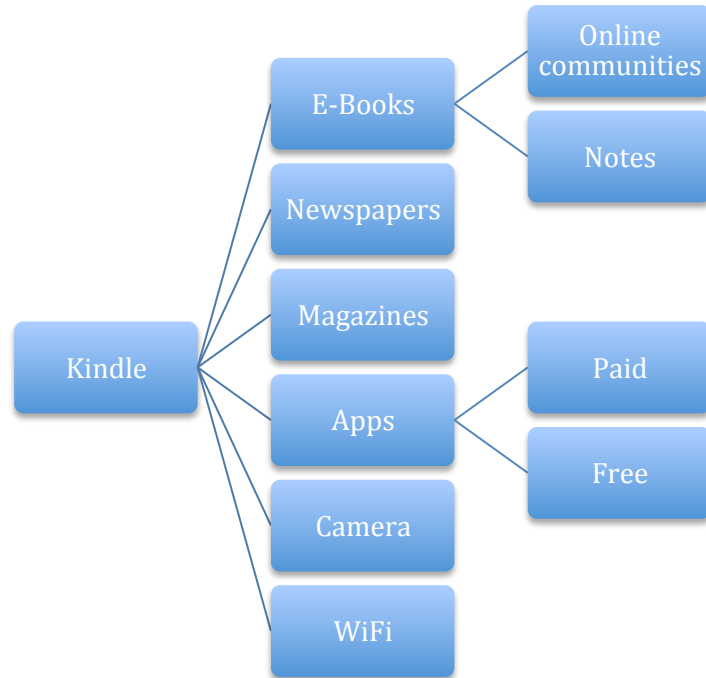 Online
communities
E-Books
Notes
Newspapers
Magazines
Kindle
Paid
Apps
Free
Camera
WiFi